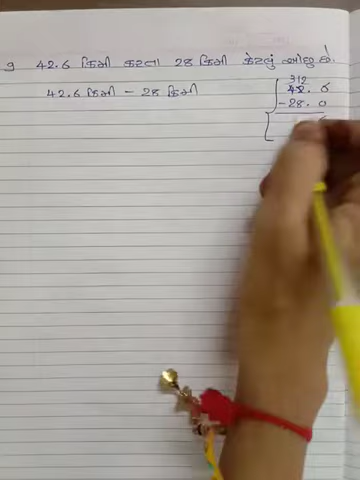 9 42.6 કિમી કરતા 28 કિમી કેટલું ઓછું છે.
42.6 કિમી - 28 કિમી
3 12
42. 6
- 28. 0